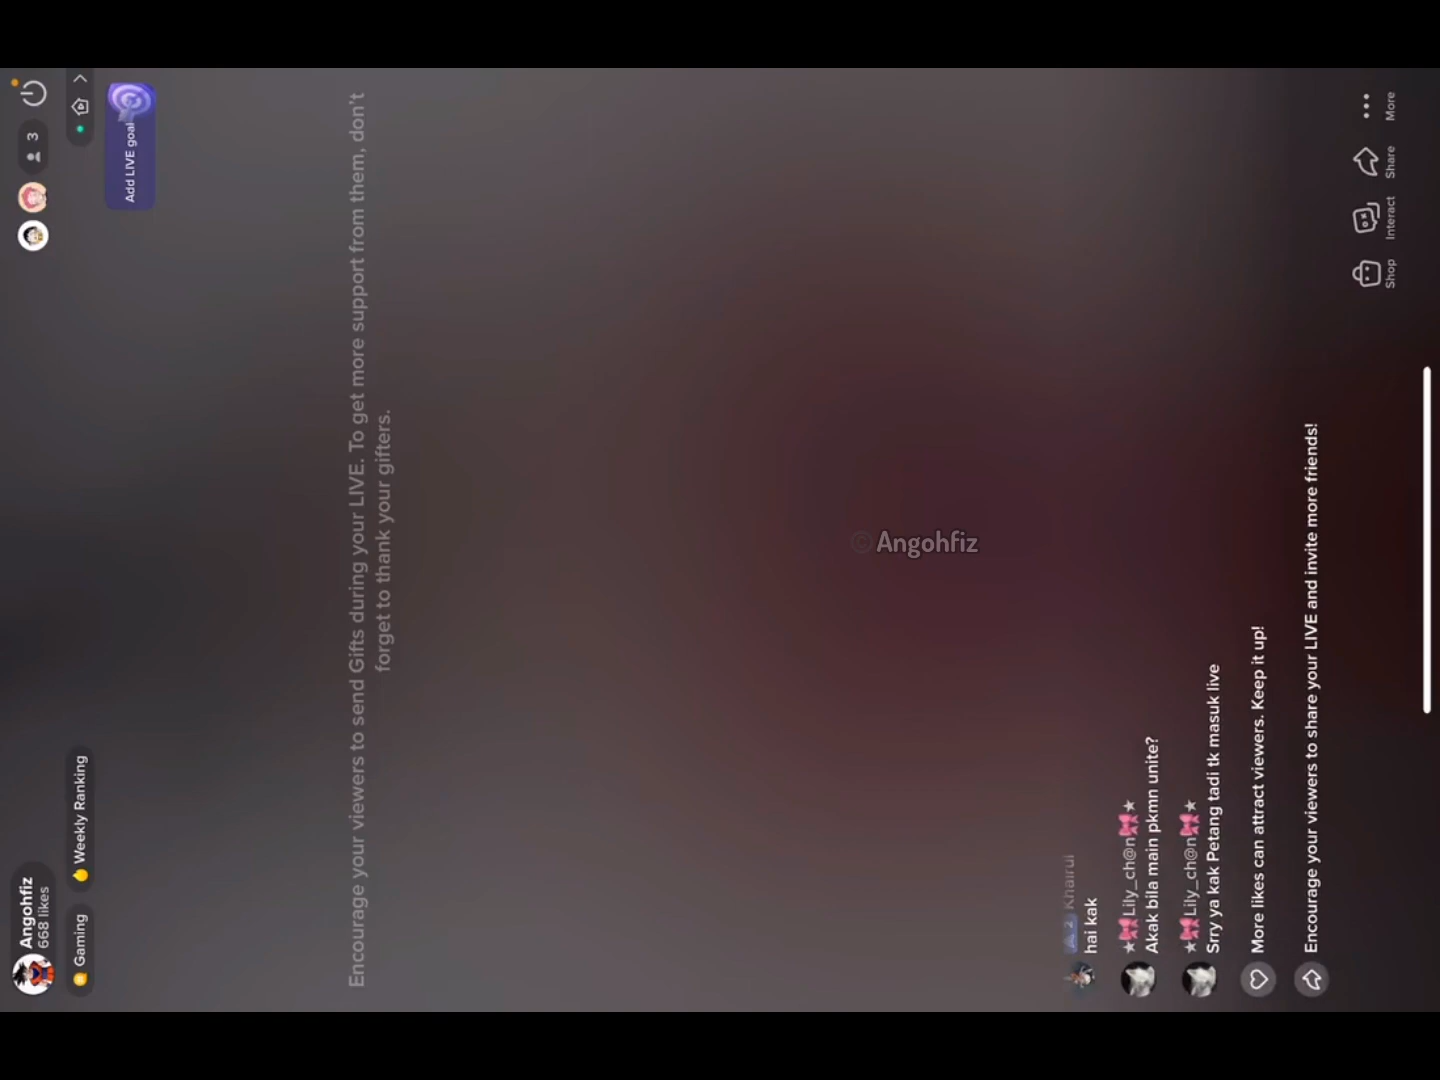 Angohfiz
668 likes
3
Gaming
Weekly Ranking
Add LIVE goal
Encourage your viewers to send Gifts during your LIVE. To get more support from them, don't
forget to thank your gifters.
© Angohfiz
2 Khairul
hai kak
★🎀Lily_ch@n🎀★
Akak bila main pkmn unite?
★🎀Lily_ch@n🎀★
Srry ya kak Petang tadi tk masuk live
More likes can attract viewers. Keep it up!
Encourage your viewers to share your LIVE and invite more friends!
Shop
Interact
Share
More